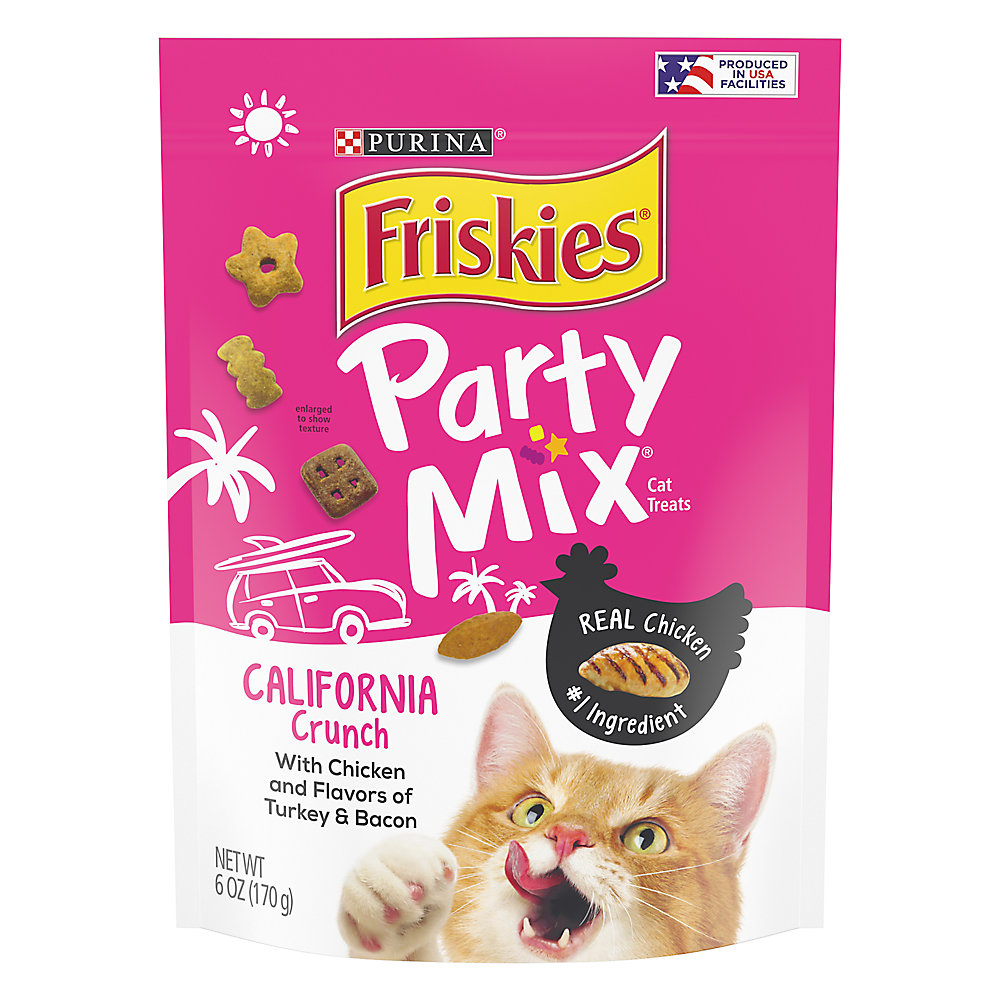 PRODUCED
IN USA
FACILITIES
PURINA®
Friskies®
Party
Mix®
Cat
Treats
enlarged
to show
texture
REAL Chicken
#1 Ingredient
CALIFORNIA
Crunch
With Chicken
and Flavors of
Turkey & Bacon
NET WT
6 OZ (170 g)